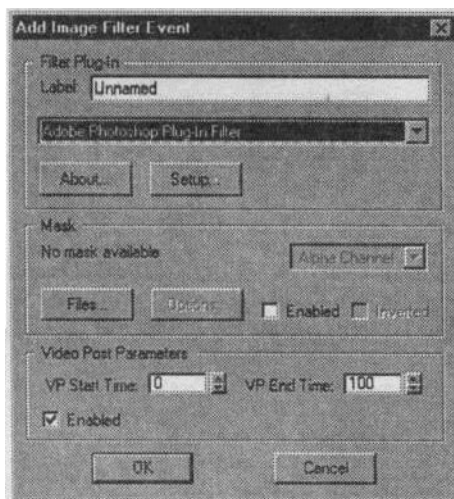 Add Image Filter Event
Filter Plug-In
Label: Unnamed
Adobe Photoshop Plug-In Filter
About... Setup...
Mask
No mask available Alpha Channel
Files... Options... Enabled Inverted
Video Post Parameters
VP Start Time: 0 VP End Time: 100
Enabled
OK Cancel